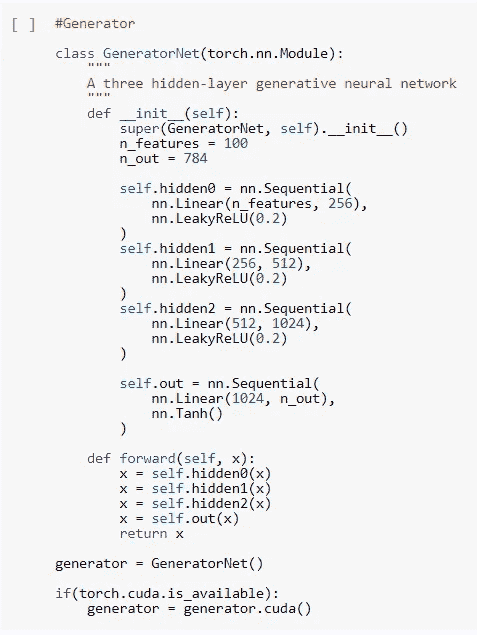 [ ] #Generator
class GeneratorNet(torch.nn.Module):
    """
    A three hidden-layer generative neural network
    """
    def __init__(self):
        super(GeneratorNet, self).__init__()
        n_features = 100
        n_out = 784
        self.hidden0 = nn.Sequential(
            nn.Linear(n_features, 256),
            nn.LeakyReLU(0.2)
        )
        self.hidden1 = nn.Sequential(
            nn.Linear(256, 512),
            nn.LeakyReLU(0.2)
        )
        self.hidden2 = nn.Sequential(
            nn.Linear(512, 1024),
            nn.LeakyReLU(0.2)
        )
        self.out = nn.Sequential(
            nn.Linear(1024, n_out),
            nn.Tanh()
        )
    def forward(self, x):
        x = self.hidden0(x)
        x = self.hidden1(x)
        x = self.hidden2(x)
        x = self.out(x)
        return x
generator = GeneratorNet()
if(torch.cuda.is_available):
    generator = generator.cuda()